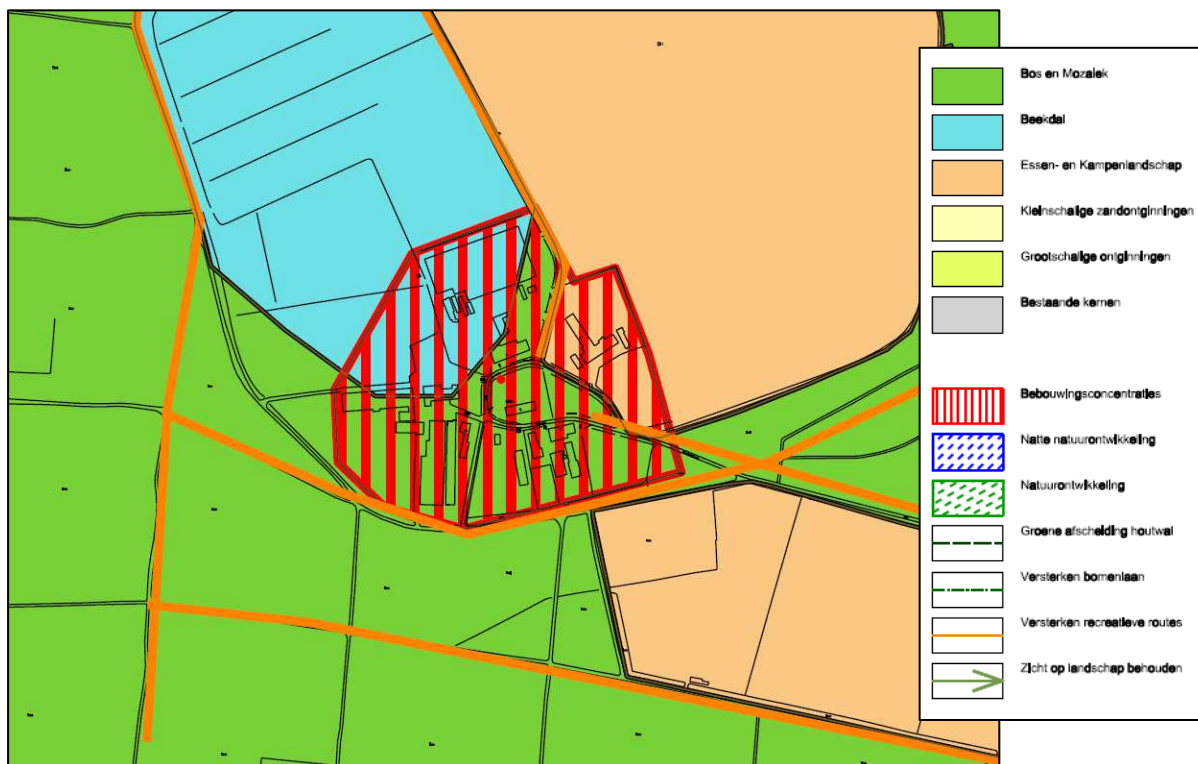 Bos en Mozaiek
Beekdal
Essen- en Kampenlandschap
Kleinschalige zandontginningen
Grootschalige ontginningen
Bestaande kernen
Bebouwingsconcentraties
Natte natuurontwikkeling
Natuurontwikkeling
Groene afscheiding houtwal
Versterken bomenlaan
Versterken recreatieve routes
Zicht op landschap behouden